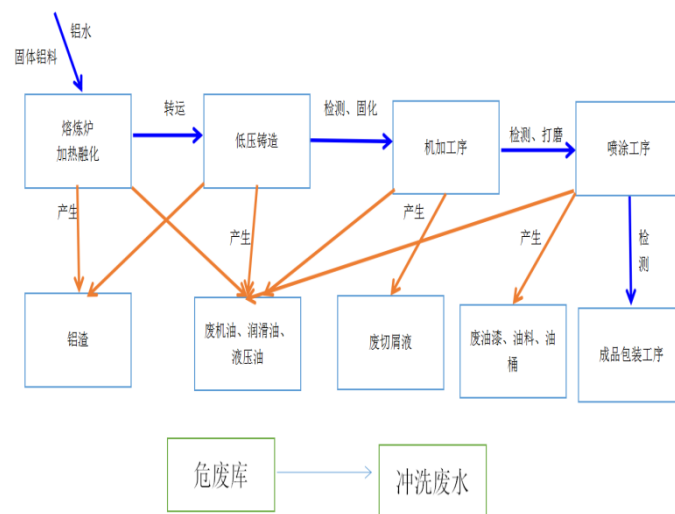 铝水
固体铝料
熔炼炉
加热融化
转运
低压铸造
检测、固化
机加工序
检测、打磨
喷涂工序
产生
产生
产生
产生
检
测
铝渣
废机油、润滑油、
液压油
废切屑液
废油漆、油料、油
桶
成品包装工序
危废库
冲洗废水